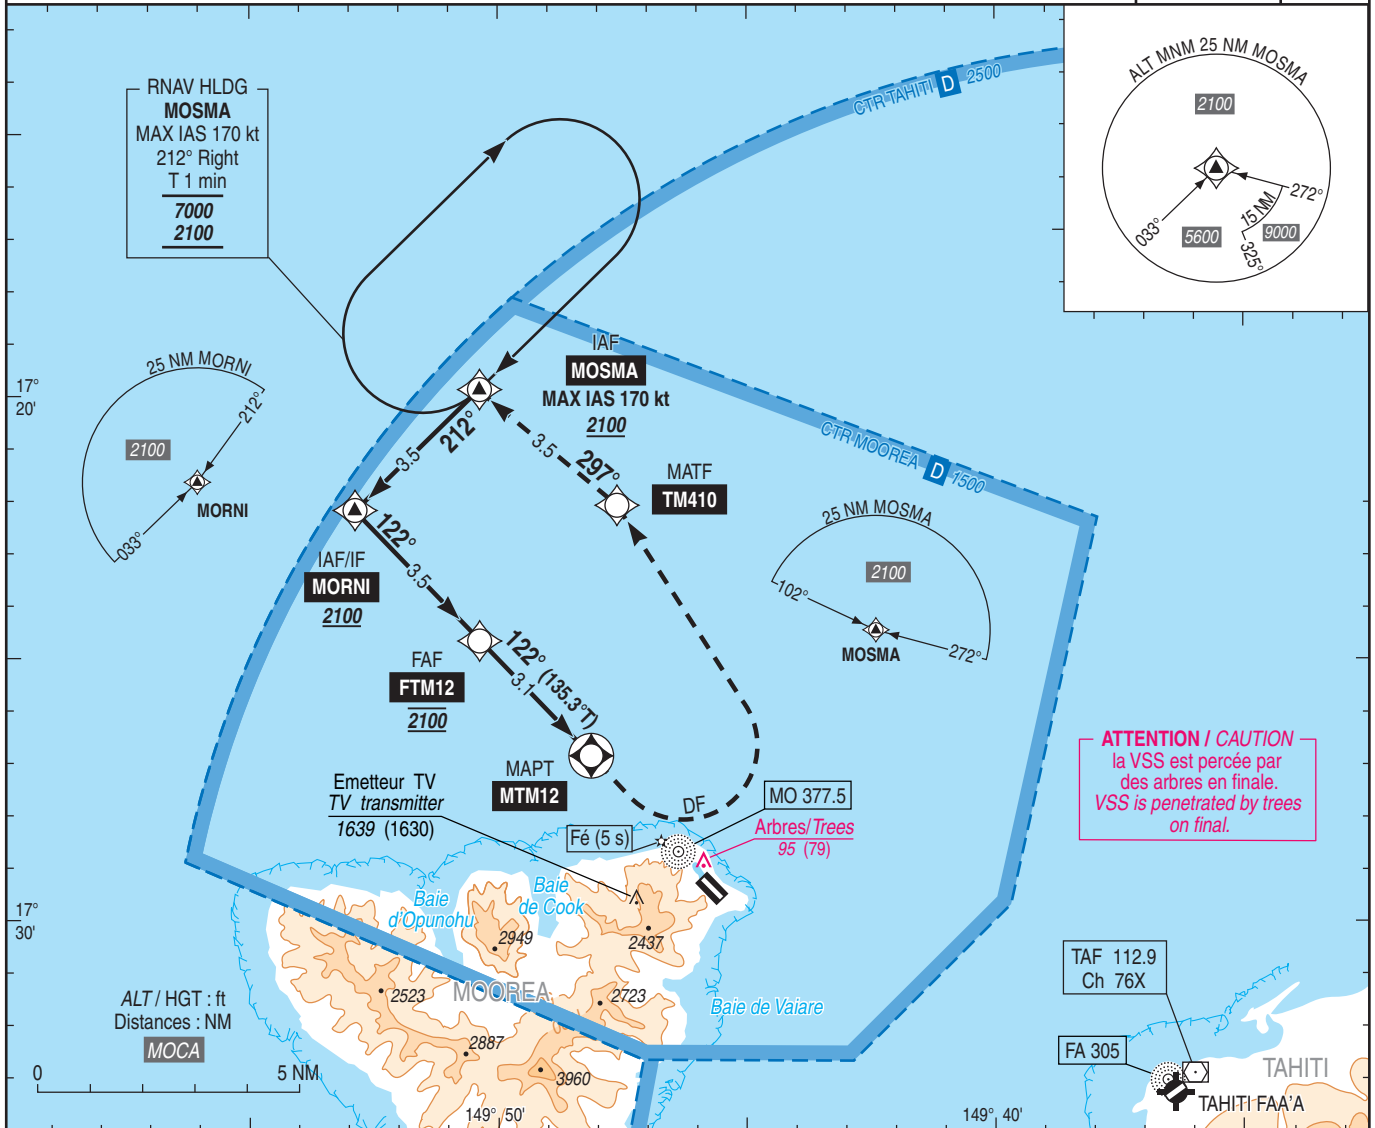 RNAV HLDG
MOSMA
MAX IAS 170 kt
212° Right
T 1 min
7000
2100
CTR TAHITI D 2500
ALT MNM 25 NM MOSMA
2100
272°
15 NM
033°
5600
9000
325°
IAF
MOSMA
MAX IAS 170 kt
2100
17°
20'
25 NM MORNI
212°
2100
MORNI
033°
212°
3.5
3.5
297°
MATF
TM410
CTR MOOREA D 1500
25 NM MOSMA
2100
102°
MOSMA
272°
122°
3.5
IAF/IF
MORNI
2100
FAF
FTM12
2100
122° (135.3°T)
3.1
MAPT
MTM12
DF
MO 377.5
Emetteur TV
TV transmitter
1639 (1630)
Fé (5 s)
Arbres/Trees
95 (79)
ATTENTION / CAUTION
la VSS est percée par
des arbres en finale.
VSS is penetrated by trees
on final.
Baie
d'Opunohu
Baie
de Cook
17°
30'
2949
2437
2523
MOOREA
2723
Baie de Vaiare
2887
3960
ALT / HGT : ft
Distances : NM
MOCA
0 5 NM
149° 50'
149° 40'
TAF 112.9
Ch 76X
FA 305
TAHITI
TAHITI FAA'A